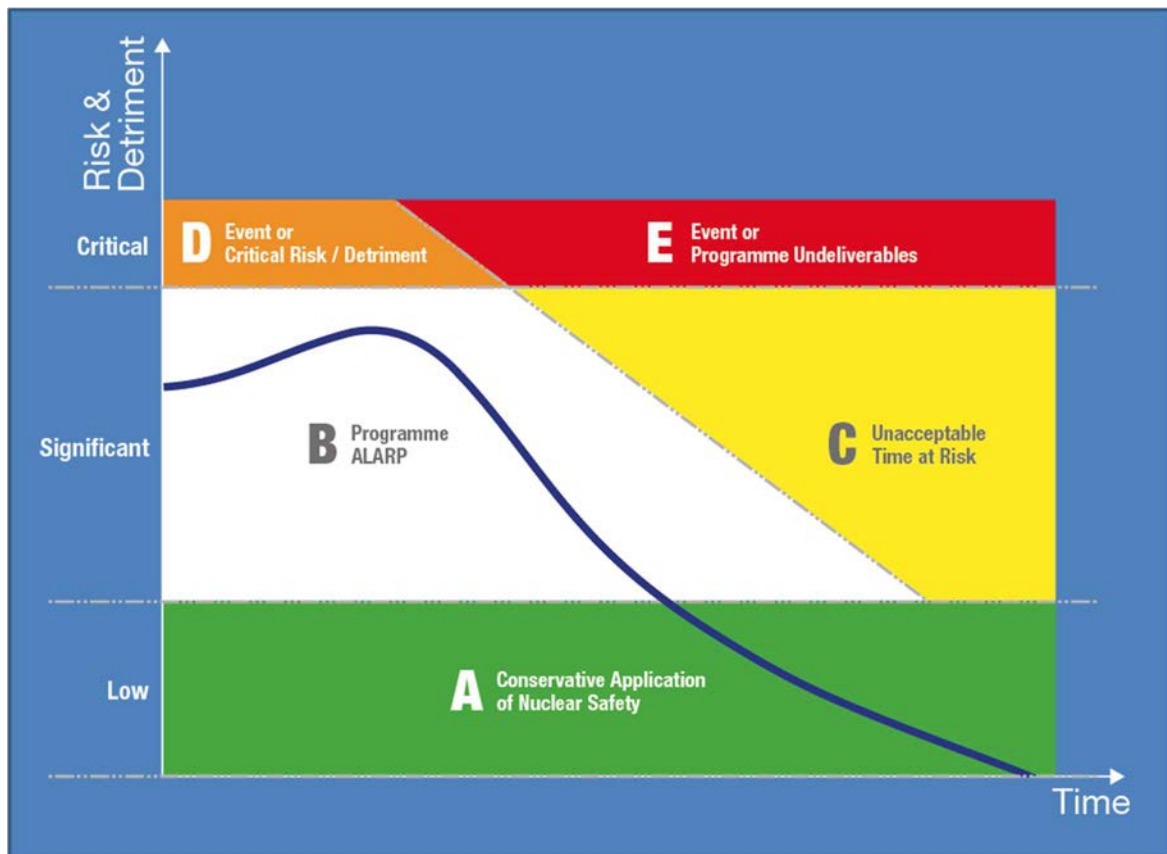 Risk &
Detriment
Critical
D
Event or
Critical Risk / Detriment
E
Event or
Programme Undeliverables
Significant
B
Programme
ALARP
C
Unacceptable
Time at Risk
Low
A
Conservative Application
of Nuclear Safety
Time